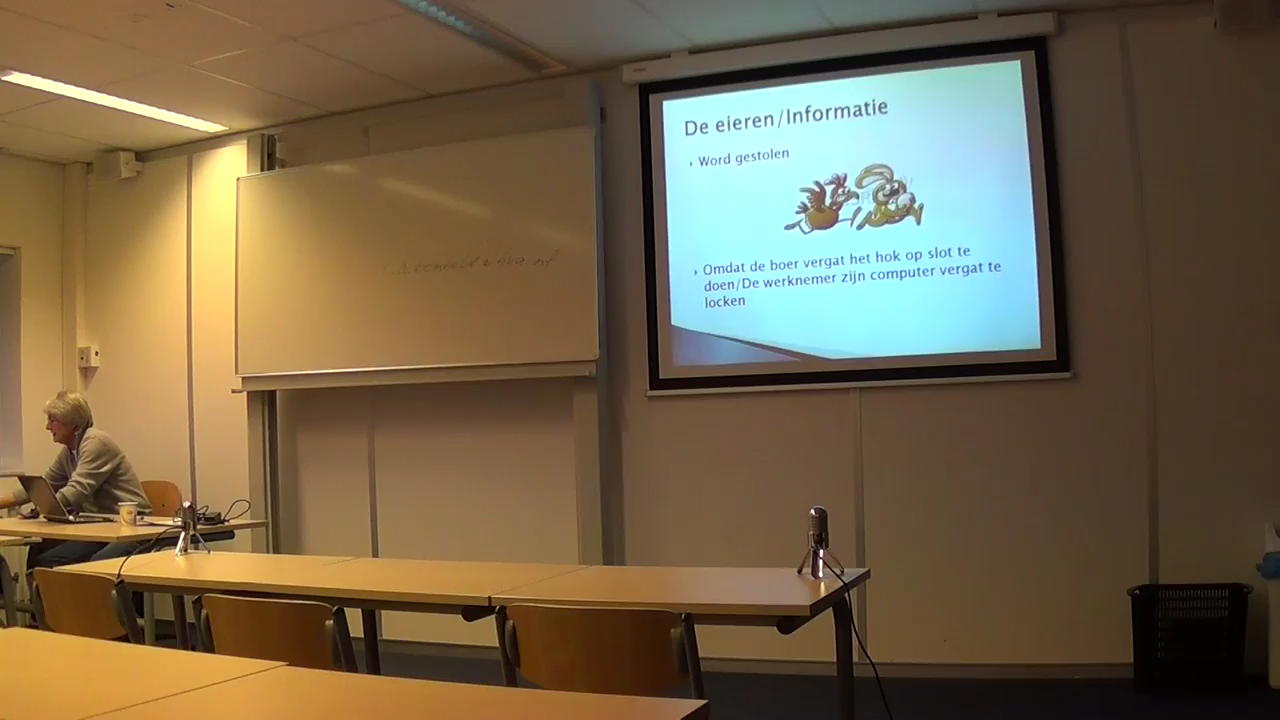 De eieren/Informatie
Word gestolen
Omdat de boer vergat het hok op slot te
doen/De werknemer zijn computer vergat te
locken